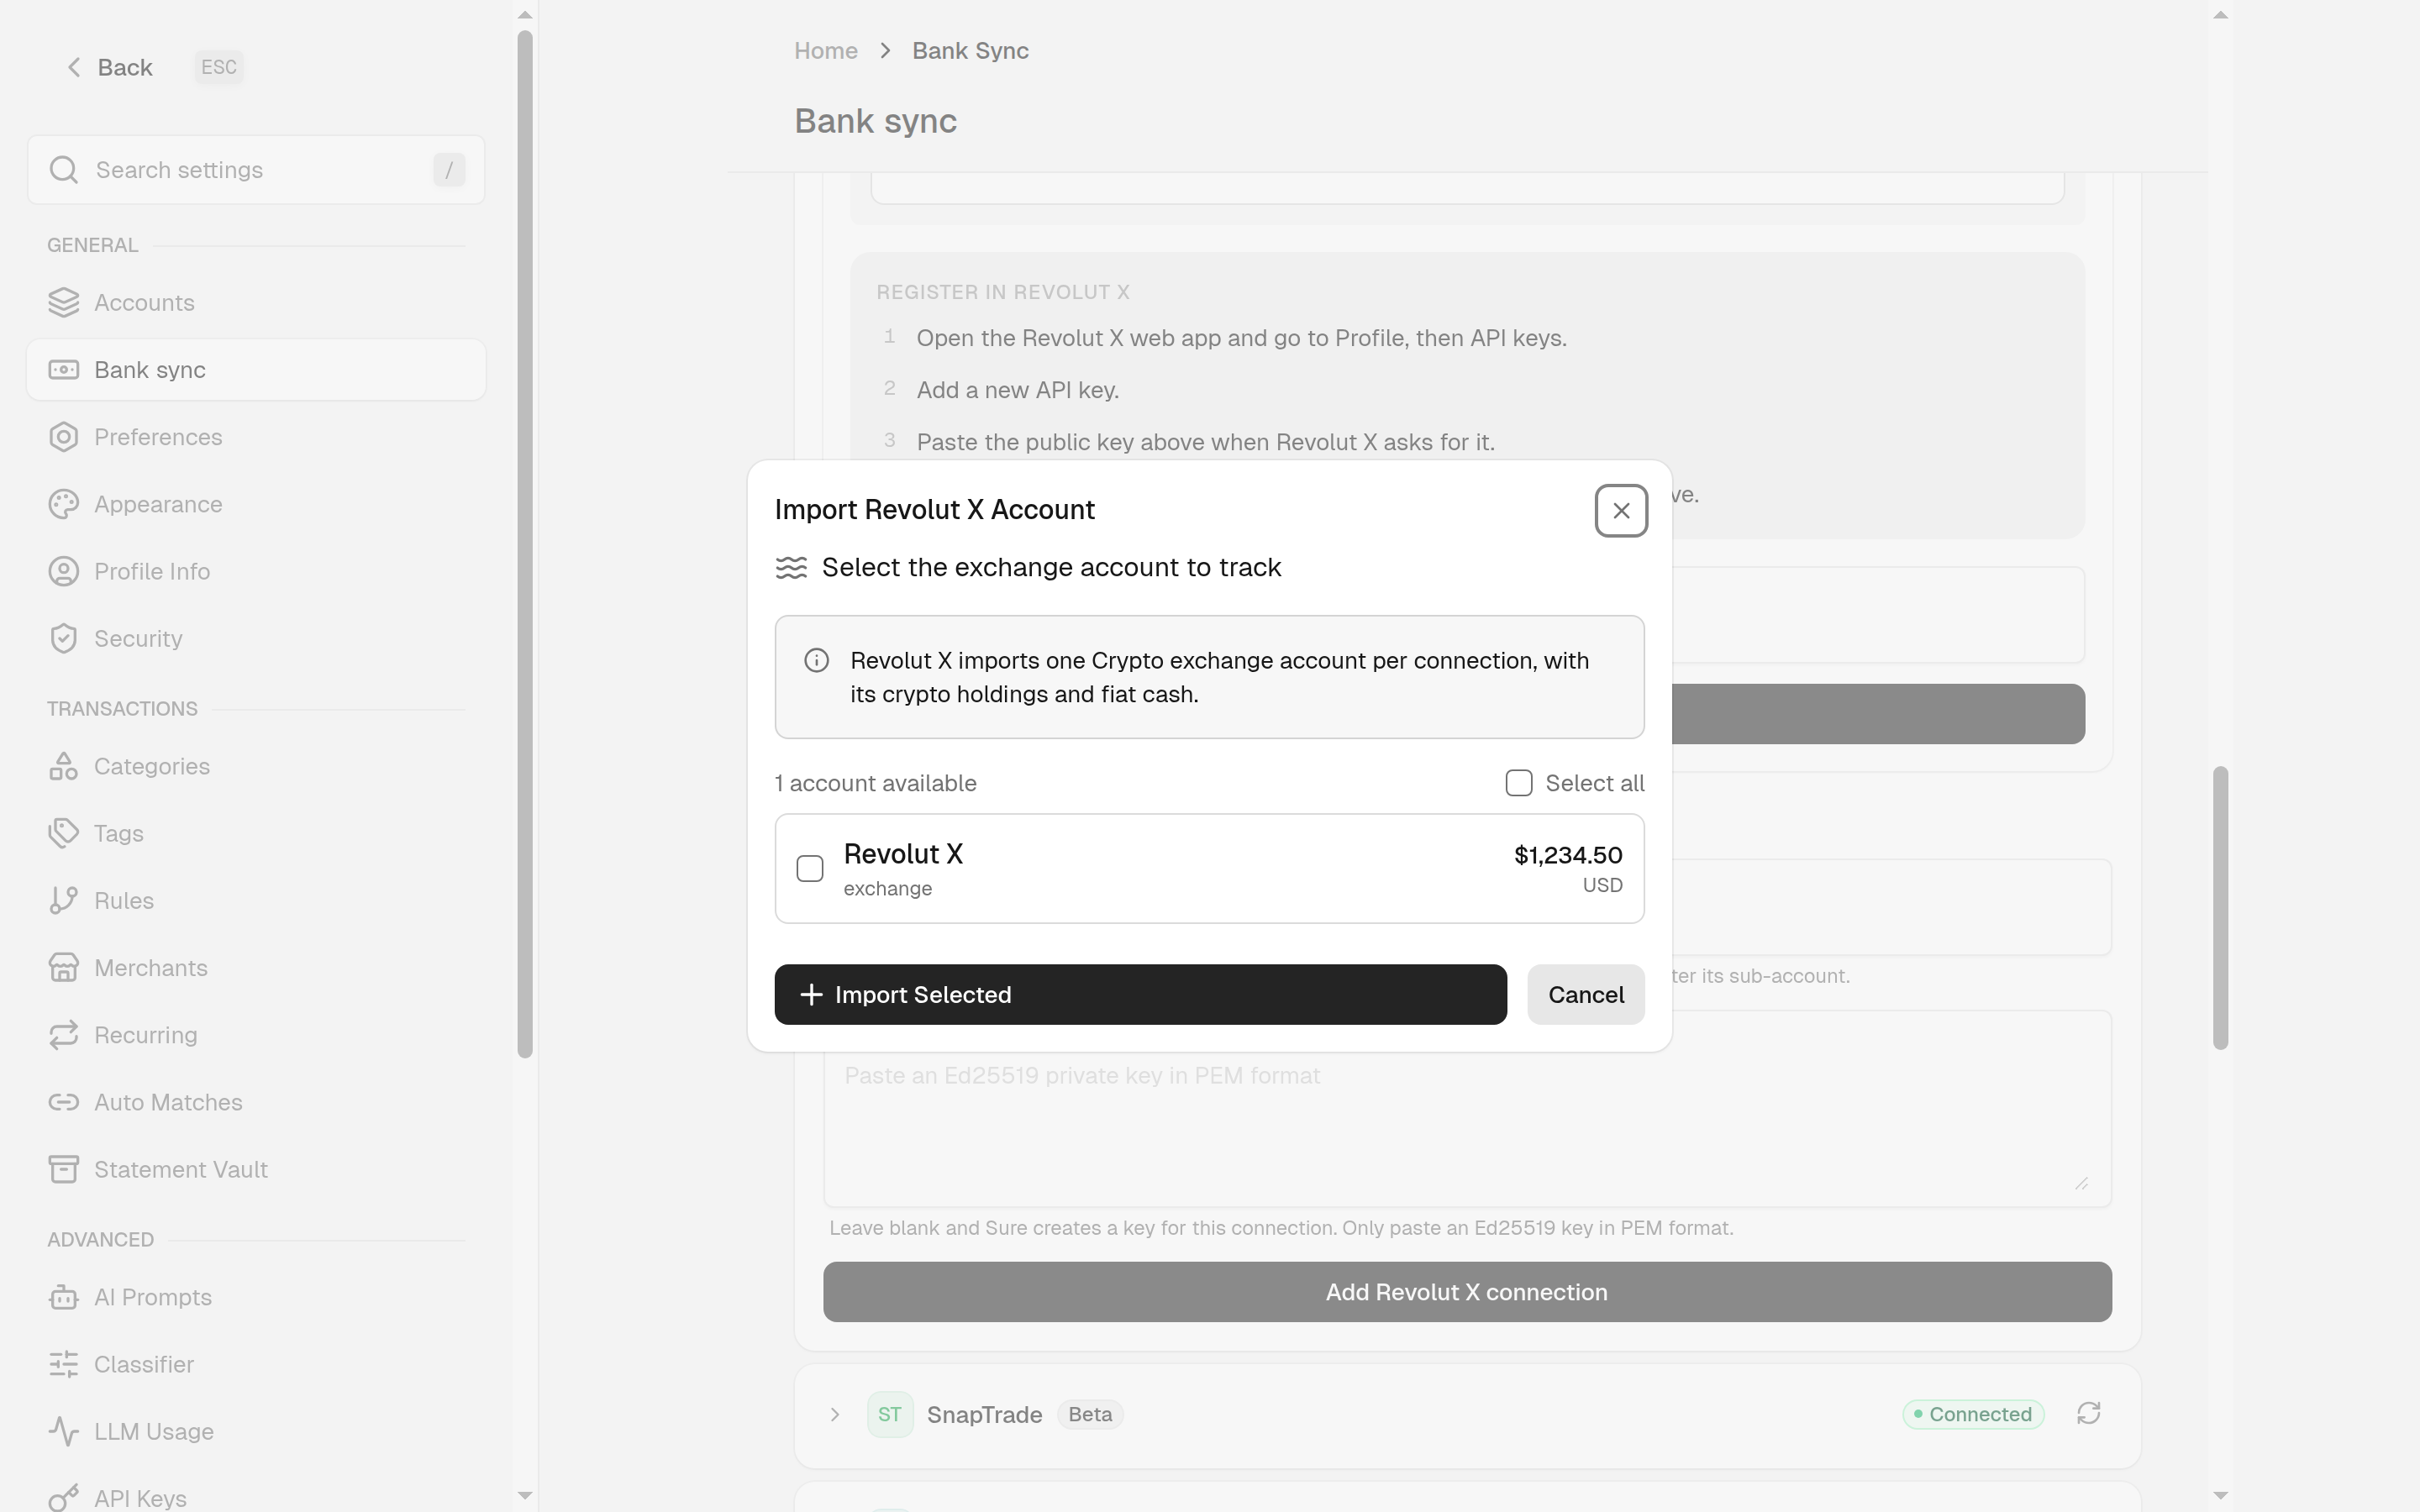 Back ESC
Search settings /
GENERAL
Accounts
Bank sync
Preferences
Appearance
Profile Info
Security
TRANSACTIONS
Categories
Tags
Rules
Merchants
Recurring
Auto Matches
Statement Vault
ADVANCED
AI Prompts
Classifier
LLM Usage
API Keys
Home > Bank Sync
Bank sync
REGISTER IN REVOLUT X
1 Open the Revolut X web app and go to Profile, then API keys.
2 Add a new API key.
3 Paste the public key above when Revolut X asks for it.
ve.
Import Revolut X Account
Select the exchange account to track
Revolut X imports one Crypto exchange account per connection, with
its crypto holdings and fiat cash.
1 account available Select all
Revolut X $1,234.50
exchange USD
Import Selected Cancel
ter its sub-account.
Paste an Ed25519 private key in PEM format
Leave blank and Sure creates a key for this connection. Only paste an Ed25519 key in PEM format.
Add Revolut X connection
ST SnapTrade Beta Connected